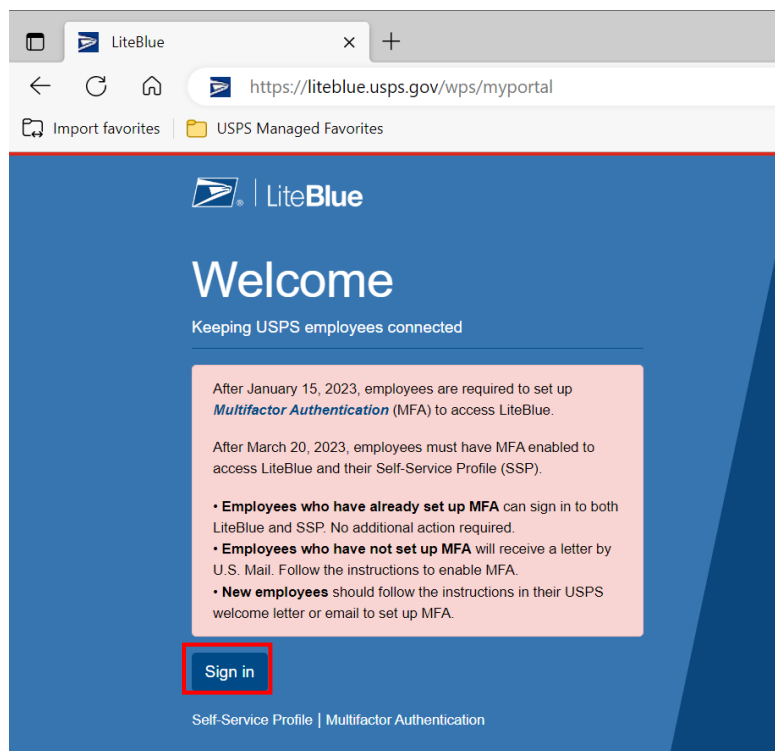 LiteBlue
https://liteblue.usps.gov/wps/myportal
Import favorites
USPS Managed Favorites
® LiteBlue
Welcome
Keeping USPS employees connected
After January 15, 2023, employees are required to set up
Multifactor Authentication (MFA) to access LiteBlue.
After March 20, 2023, employees must have MFA enabled to
access LiteBlue and their Self-Service Profile (SSP).
• Employees who have already set up MFA can sign in to both
LiteBlue and SSP. No additional action required.
• Employees who have not set up MFA will receive a letter by
U.S. Mail. Follow the instructions to enable MFA.
• New employees should follow the instructions in their USPS
welcome letter or email to set up MFA.
Sign in
Self-Service Profile | Multifactor Authentication